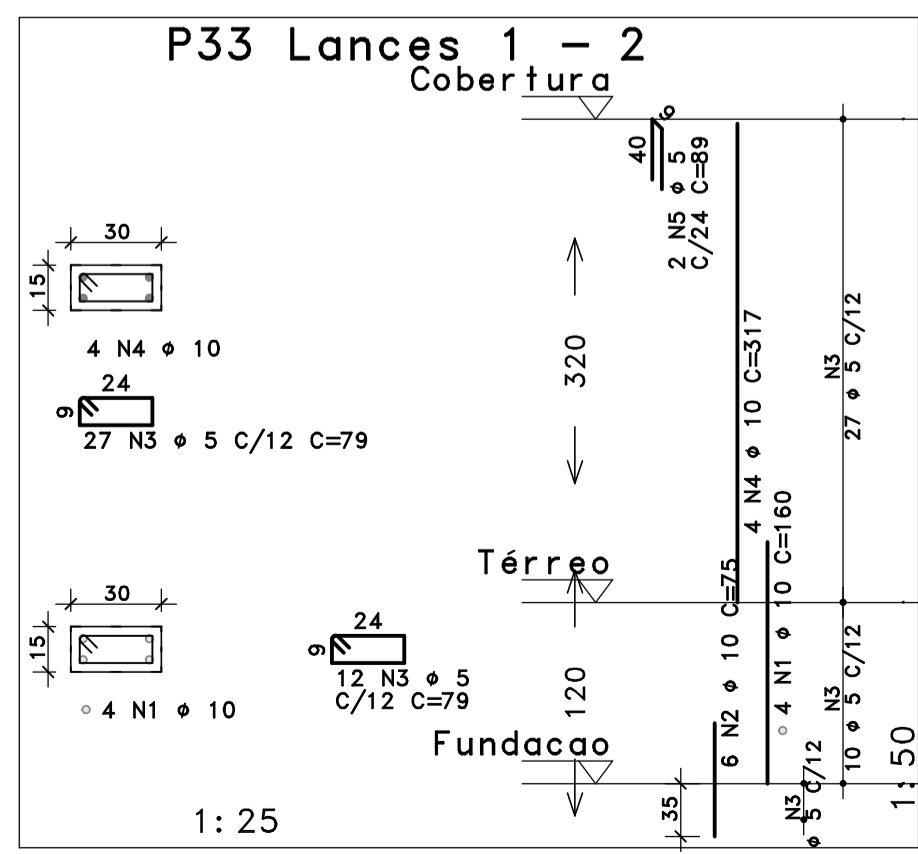 P33 Lances 1 - 2
Cobertura
40
9
2 N5 ø 5
C/24 C=89
30
15
4 N4 ø 10
24
9
27 N3 ø 5 C/12 C=79
320
4 N4 ø 10 C=317
N3
27 ø 5 C/12
Térreo
30
15
4 N1 ø 10
24
9
12 N3 ø 5
C/12 C=79
120
6 N2 ø 10 C=75
4 N1 ø 10 C=160
N3
10 ø 5 C/12
Fundacao
35
N3
ø 5 C/12
1:25
1:50